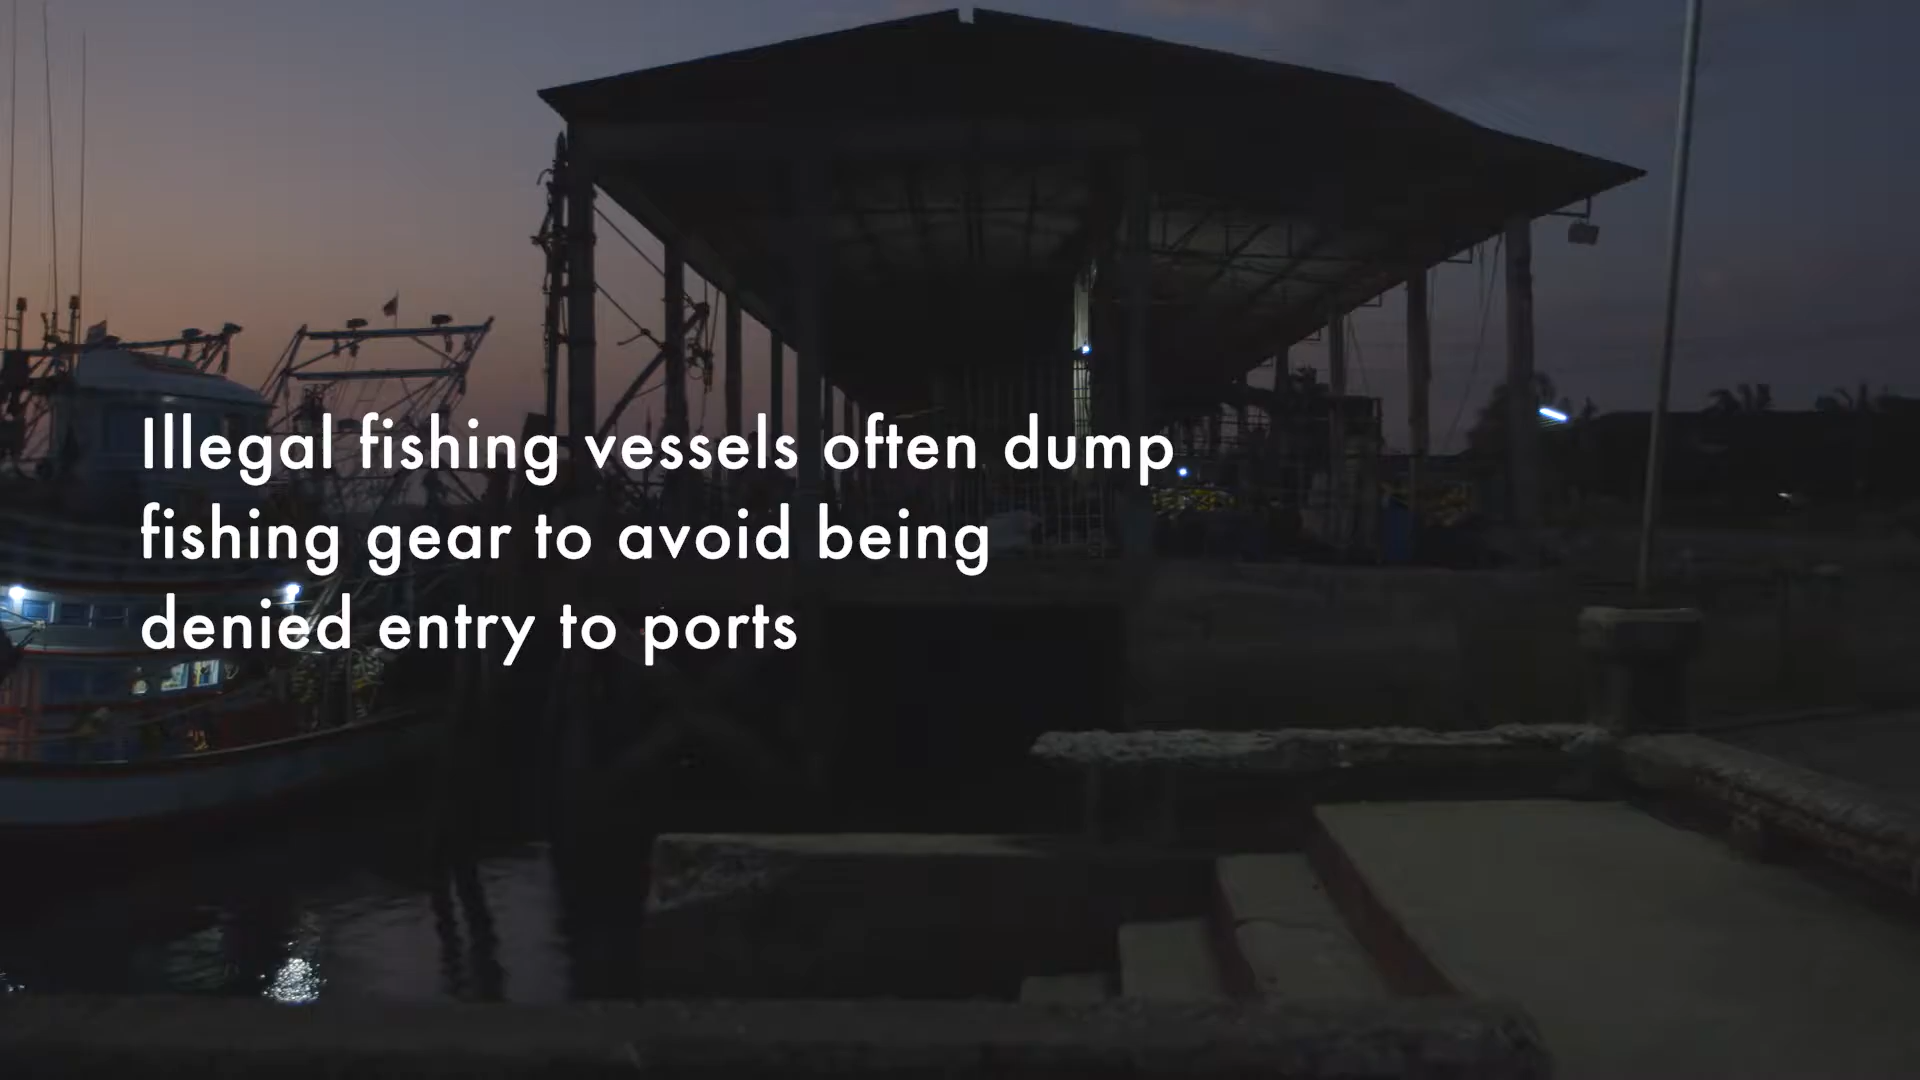 Illegal fishing vessels often dump
fishing gear to avoid being
denied entry to ports